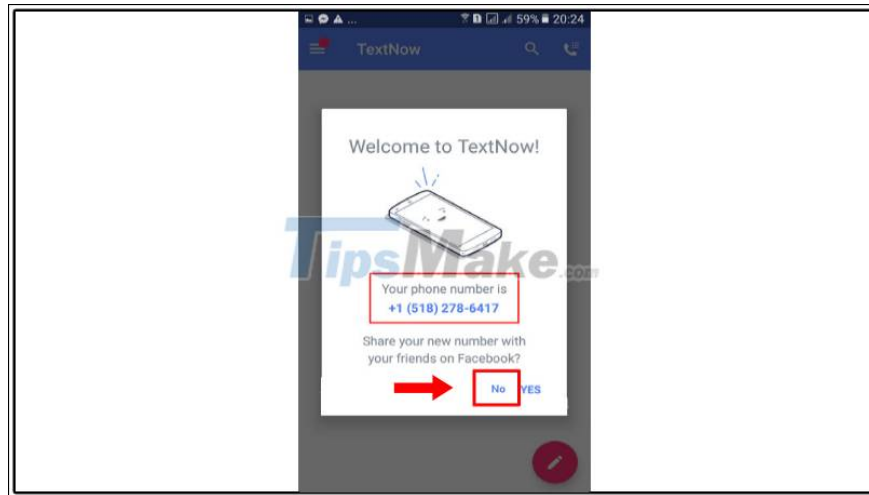 ... 59% 20:24
TextNow
Welcome to TextNow!
TipsMake.com
Your phone number is
+1 (518) 278-6417
Share your new number with
your friends on Facebook?
No YES